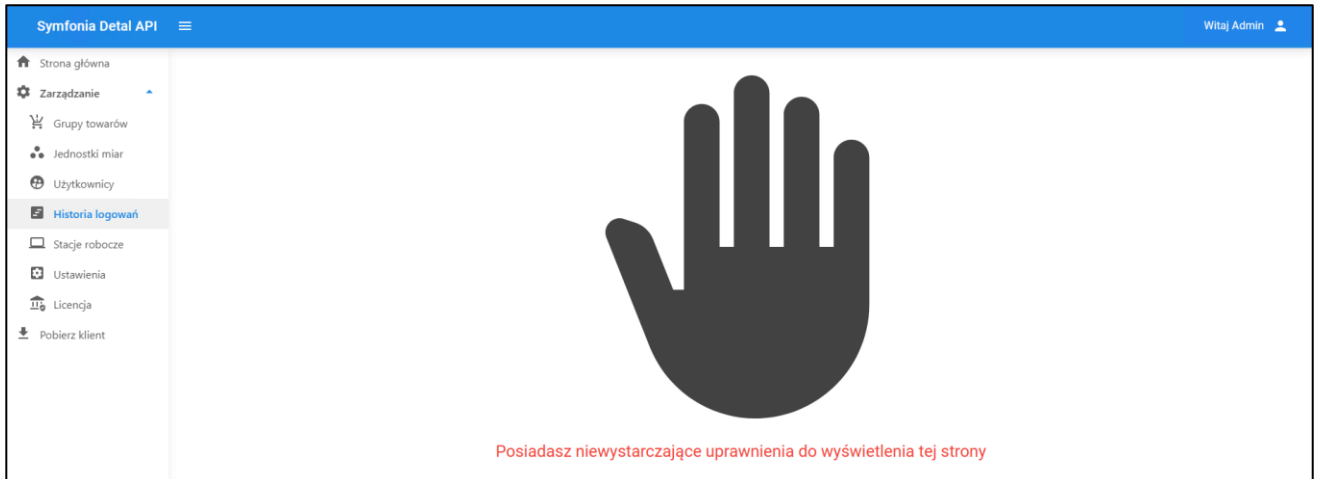 Symfonia Detal API
Witaj Admin
Strona główna
Zarządzanie
Grupy towarów
Jednostki miar
Użytkownicy
Historia logowań
Stacje robocze
Ustawienia
Licencja
Pobierz klient
Posiadasz niewystarczające uprawnienia do wyświetlenia tej strony